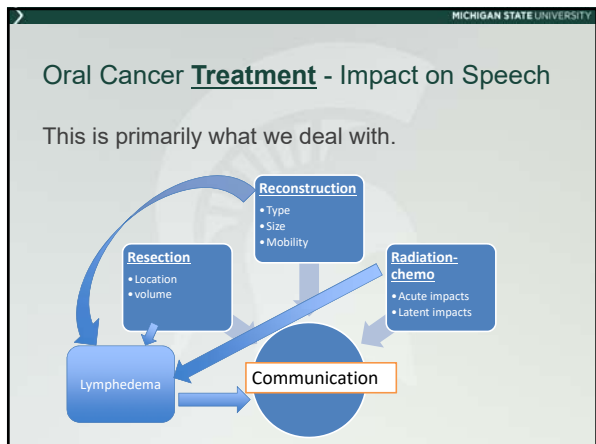 MICHIGAN STATE UNIVERSITY
Oral Cancer Treatment - Impact on Speech
This is primarily what we deal with.
Reconstruction
• Type
• Size
• Mobility
Resection
• Location
• volume
Radiation-
chemo
• Acute impacts
• Latent impacts
Lymphedema
Communication